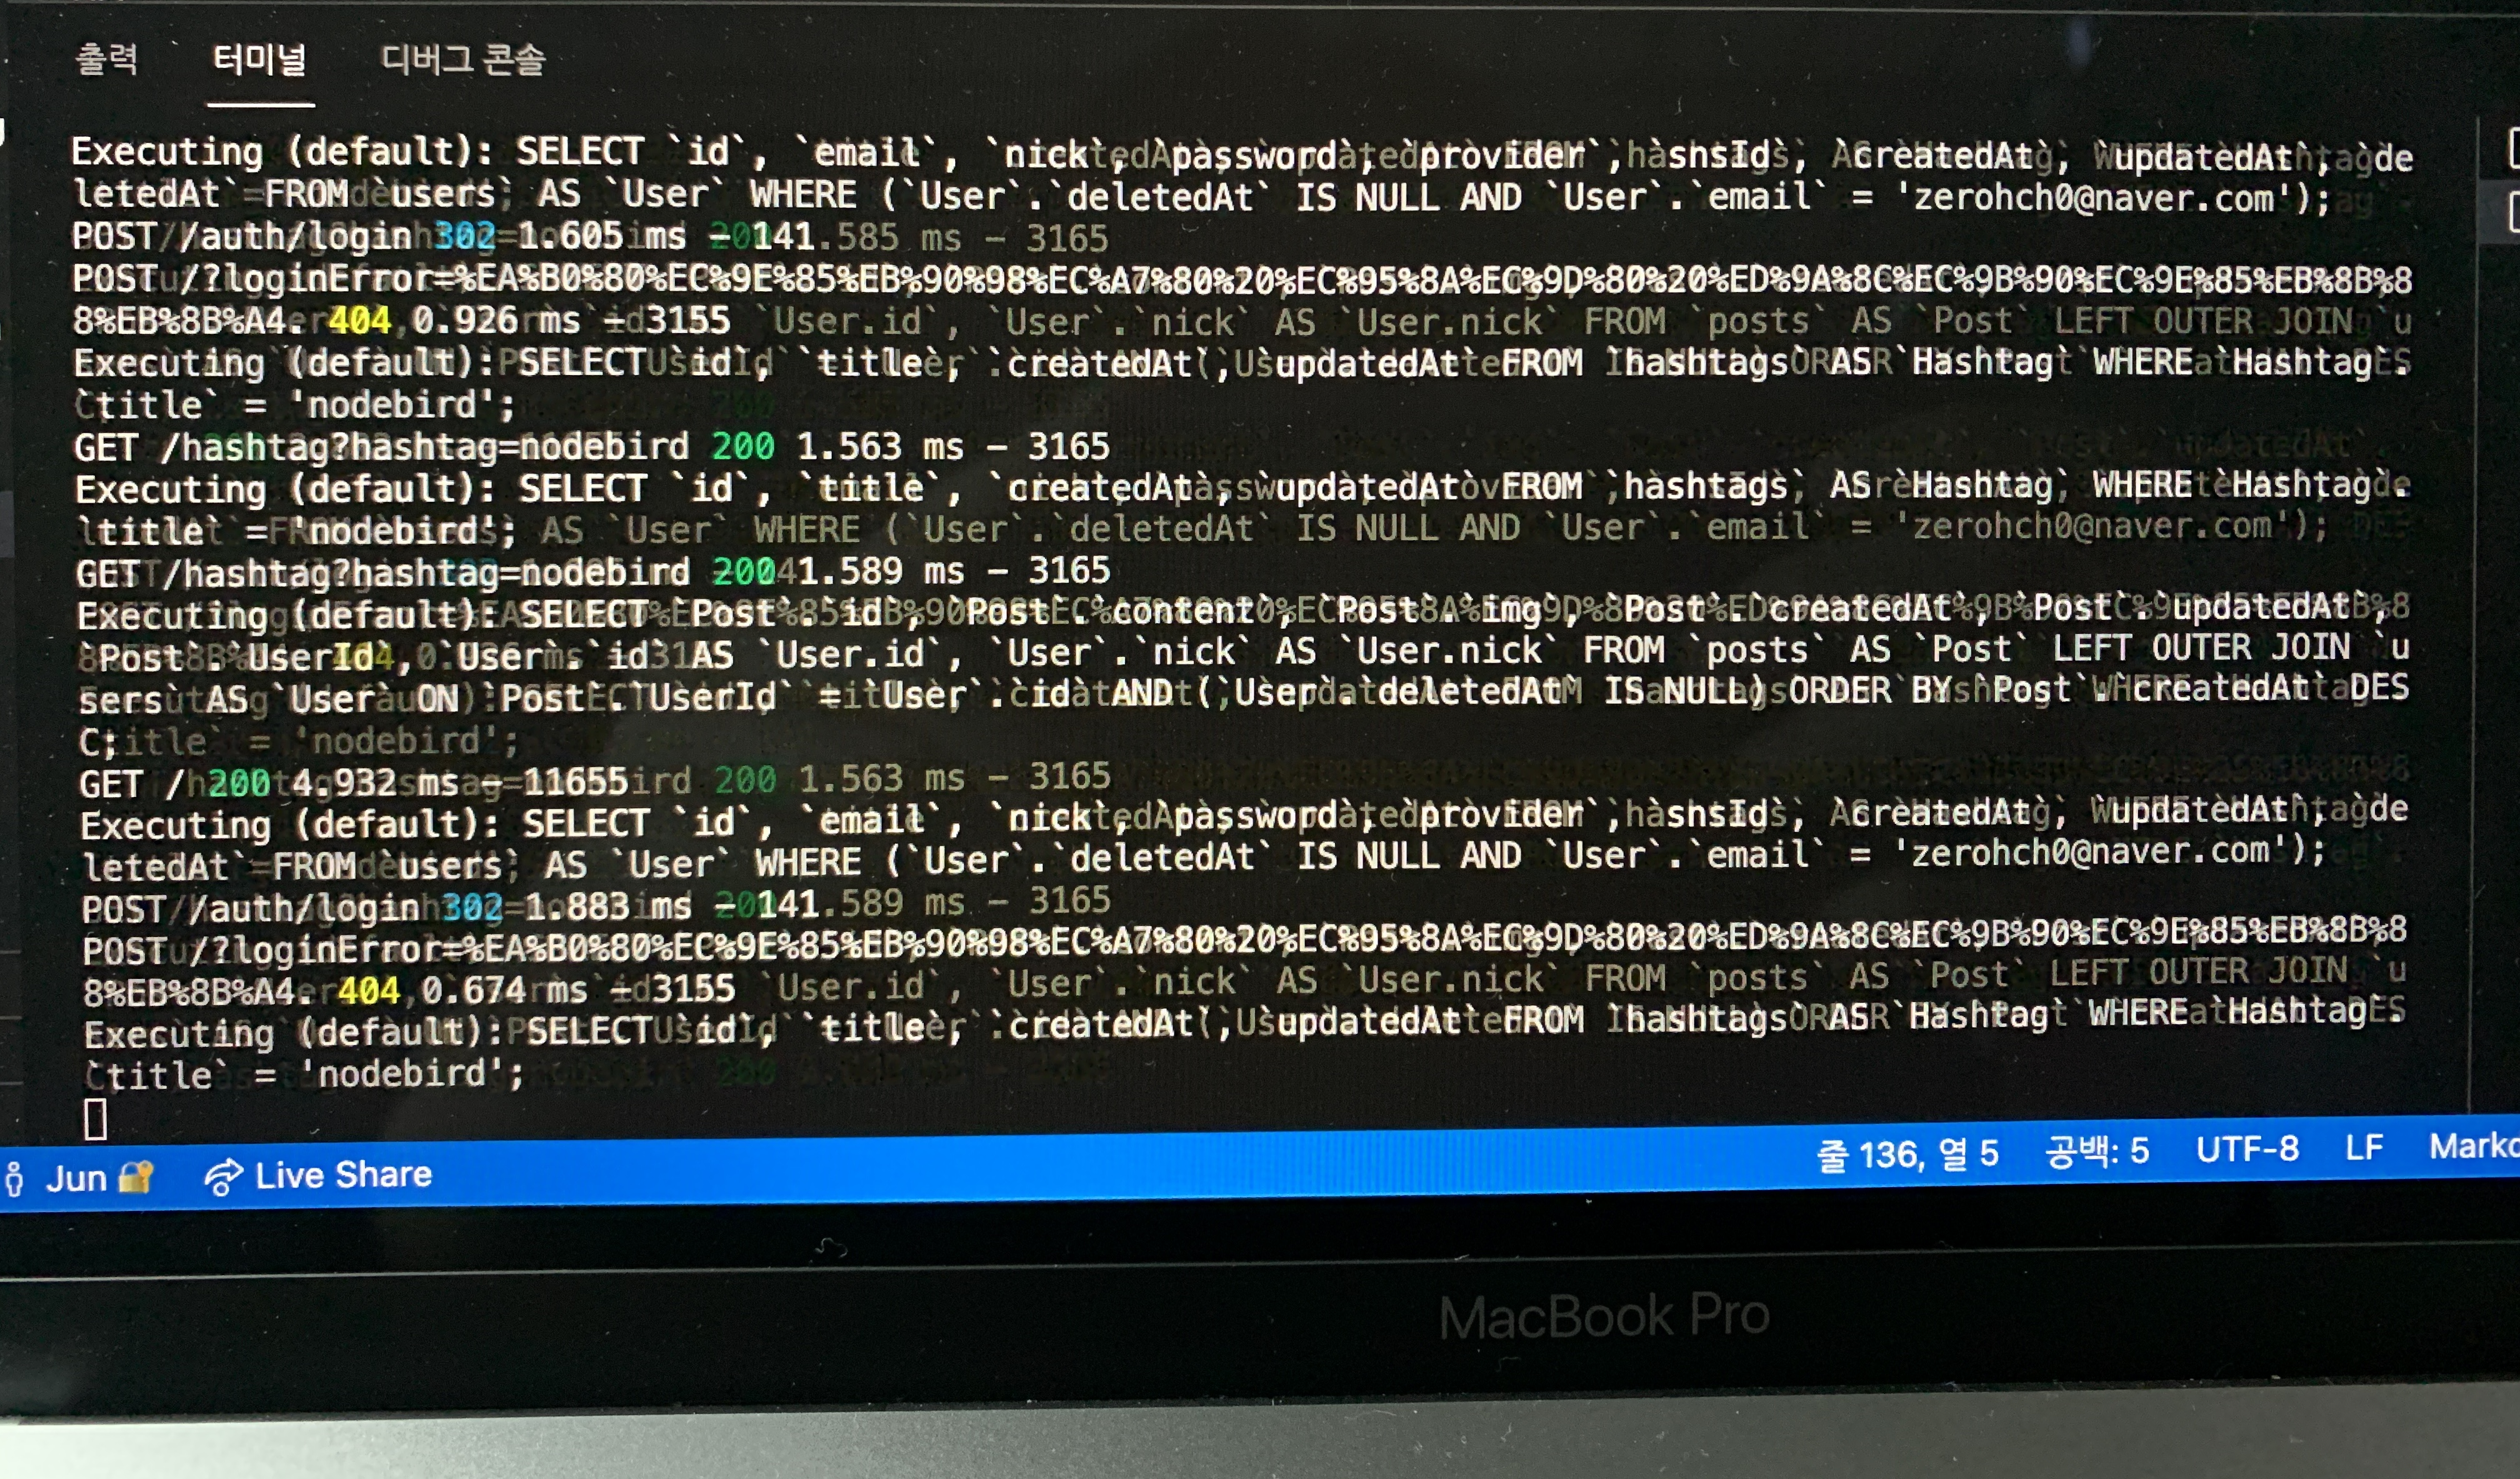 출력 터미널 디버그 콘솔
Executing (default): SELECT `id`, `email`, `nick`, `password`, `provider`, `snsId`, `createdAt`, `updatedAt`, `de
letedAt` FROM `users` AS `User` WHERE (`User`.`deletedAt` IS NULL AND `User`.`email` = 'zerohch0@naver.com');
POST /auth/login 302 1.605 ms - 141
POST /?loginError=%EA%B0%80%EC%9E%85%EB%90%98%EC%A7%80%20%EC%95%8A%EC%9D%80%20%ED%9A%8C%EC%9B%90%EC%9E%85%EB%8B%8
8%EB%8B%A4. 404 0.926 ms - 3155
Executing (default): SELECT `id`, `title`, `createdAt`, `updatedAt` FROM `hashtags` AS `Hashtag` WHERE `Hashtag`.
`title` = 'nodebird';
GET /hashtag?hashtag=nodebird 200 1.563 ms - 3165
Executing (default): SELECT `id`, `title`, `createdAt`, `updatedAt` FROM `hashtags` AS `Hashtag` WHERE `Hashtag`.
`title` = 'nodebird';
GET /hashtag?hashtag=nodebird 200 1.589 ms - 3165
Executing (default): SELECT `Post`.`id`, `Post`.`content`, `Post`.`img`, `Post`.`createdAt`, `Post`.`updatedAt`,
`Post`.`UserId`, `User`.`id` AS `User.id`, `User`.`nick` AS `User.nick` FROM `posts` AS `Post` LEFT OUTER JOIN `u
sers` AS `User` ON `Post`.`UserId` = `User`.`id` AND (`User`.`deletedAt` IS NULL) ORDER BY `Post`.`createdAt` DES
C;
GET / 200 4.932 ms - 11655
Executing (default): SELECT `id`, `email`, `nick`, `password`, `provider`, `snsId`, `createdAt`, `updatedAt`, `de
letedAt` FROM `users` AS `User` WHERE (`User`.`deletedAt` IS NULL AND `User`.`email` = 'zerohch0@naver.com');
POST /auth/login 302 1.883 ms - 141
POST /?loginError=%EA%B0%80%EC%9E%85%EB%90%98%EC%A7%80%20%EC%95%8A%EC%9D%80%20%ED%9A%8C%EC%9B%90%EC%9E%85%EB%8B%8
8%EB%8B%A4. 404 0.674 ms - 3155
Executing (default): SELECT `id`, `title`, `createdAt`, `updatedAt` FROM `hashtags` AS `Hashtag` WHERE `Hashtag`.
`title` = 'nodebird';
Jun 🔐 Live Share 줄 136, 열 5 공백: 5 UTF-8 LF
MacBook Pro